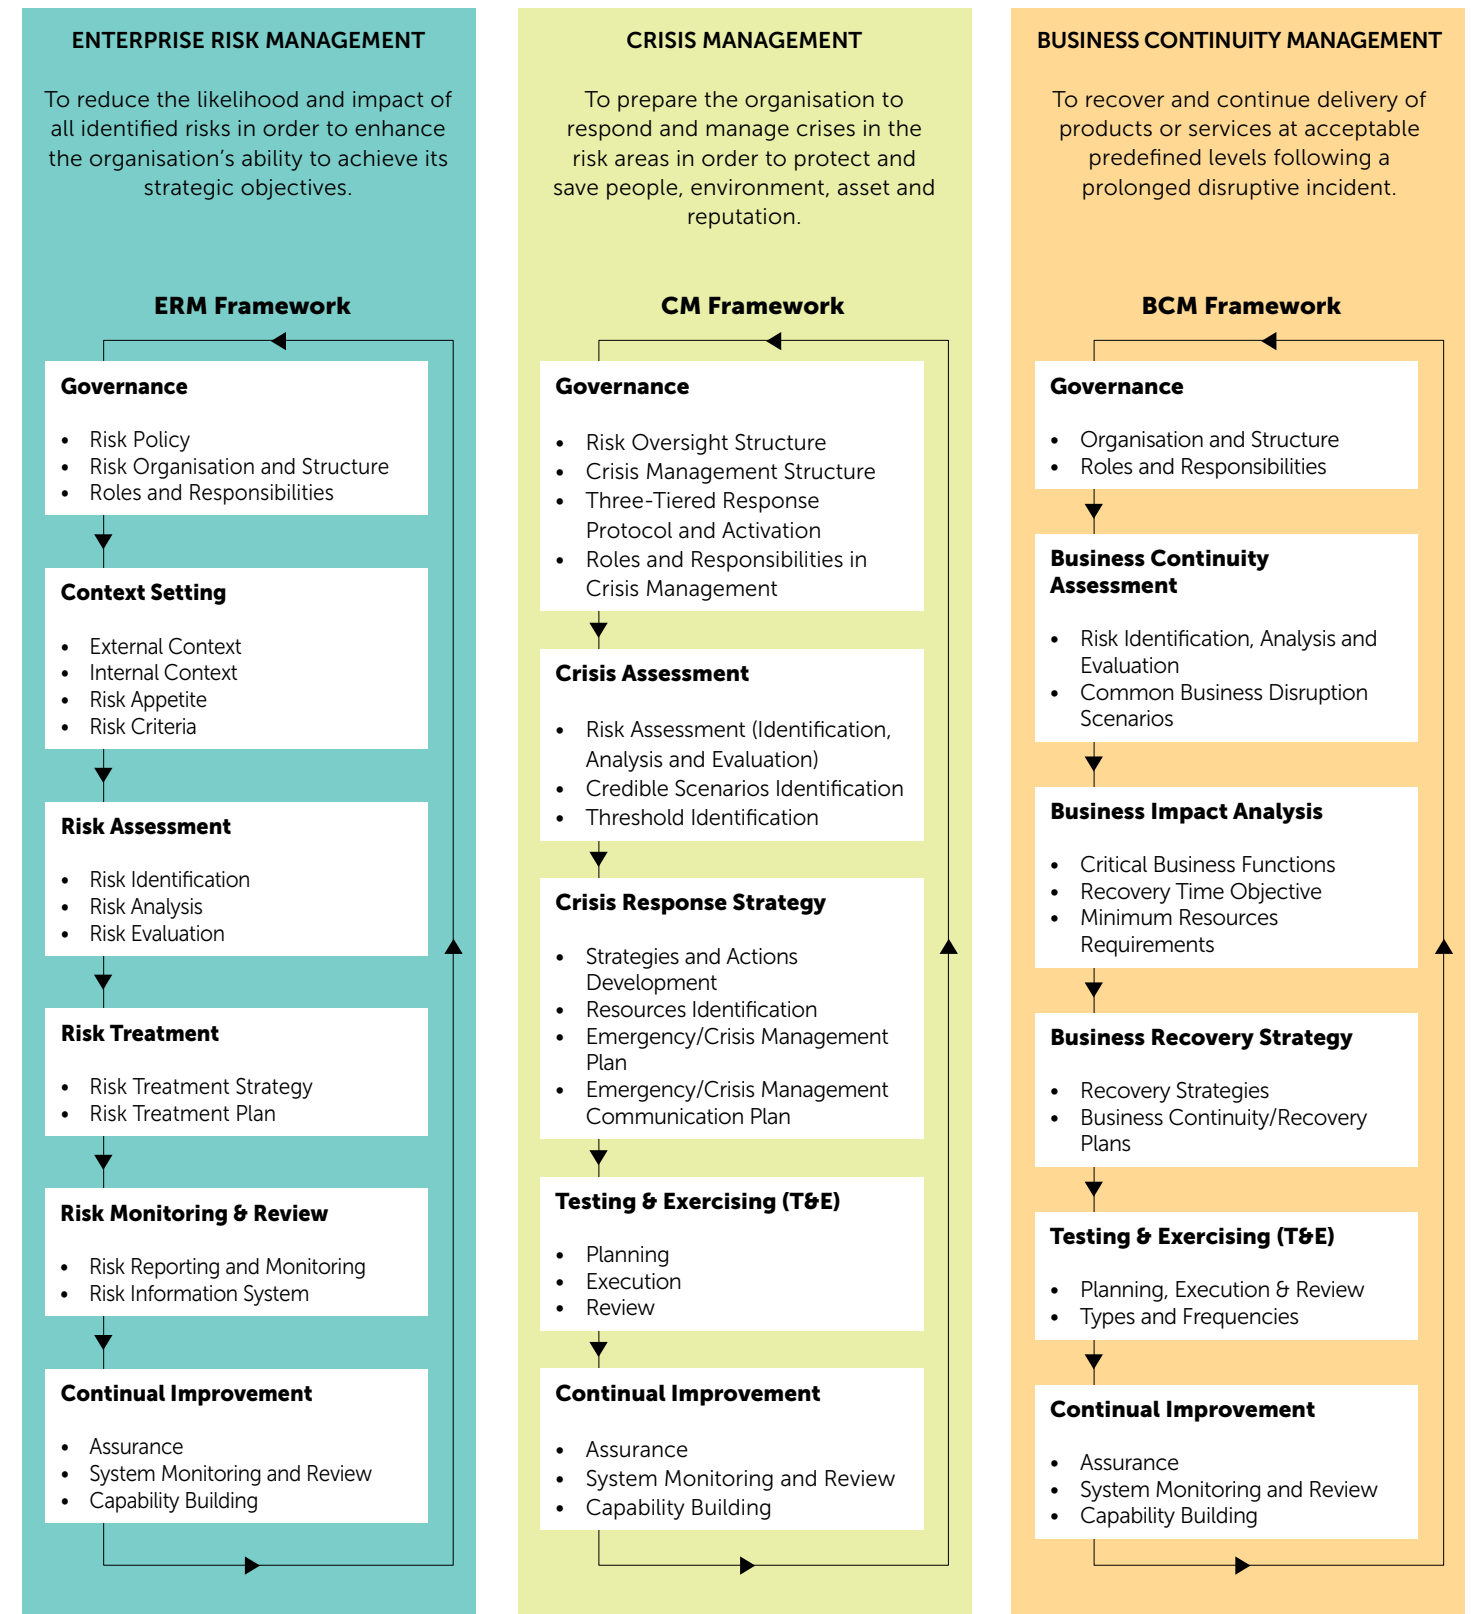 ENTERPRISE RISK MANAGEMENT
To reduce the likelihood and impact of
all identified risks in order to enhance
the organisation's ability to achieve its
strategic objectives.
ERM Framework
Governance
• Risk Policy
• Risk Organisation and Structure
• Roles and Responsibilities
Context Setting
• External Context
• Internal Context
• Risk Appetite
• Risk Criteria
Risk Assessment
• Risk Identification
• Risk Analysis
• Risk Evaluation
Risk Treatment
• Risk Treatment Strategy
• Risk Treatment Plan
Risk Monitoring & Review
• Risk Reporting and Monitoring
• Risk Information System
Continual Improvement
• Assurance
• System Monitoring and Review
• Capability Building
CRISIS MANAGEMENT
To prepare the organisation to
respond and manage crises in the
risk areas in order to protect and
save people, environment, asset and
reputation.
CM Framework
Governance
• Risk Oversight Structure
• Crisis Management Structure
• Three-Tiered Response
Protocol and Activation
• Roles and Responsibilities in
Crisis Management
Crisis Assessment
• Risk Assessment (Identification,
Analysis and Evaluation)
• Credible Scenarios Identification
• Threshold Identification
Crisis Response Strategy
• Strategies and Actions
Development
• Resources Identification
• Emergency/Crisis Management
Plan
• Emergency/Crisis Management
Communication Plan
Testing & Exercising (T&E)
• Planning
• Execution
• Review
Continual Improvement
• Assurance
• System Monitoring and Review
• Capability Building
BUSINESS CONTINUITY MANAGEMENT
To recover and continue delivery of
products or services at acceptable
predefined levels following a
prolonged disruptive incident.
BCM Framework
Governance
• Organisation and Structure
• Roles and Responsibilities
Business Continuity
Assessment
• Risk Identification, Analysis and
Evaluation
• Common Business Disruption
Scenarios
Business Impact Analysis
• Critical Business Functions
• Recovery Time Objective
• Minimum Resources
Requirements
Business Recovery Strategy
• Recovery Strategies
• Business Continuity/Recovery
Plans
Testing & Exercising (T&E)
• Planning, Execution & Review
• Types and Frequencies
Continual Improvement
• Assurance
• System Monitoring and Review
• Capability Building